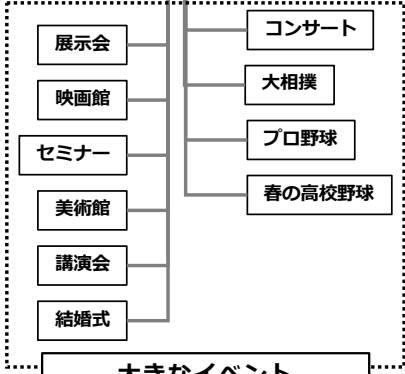 展示会
映画館
セミナー
美術館
講演会
結婚式
コンサート
大相撲
プロ野球
春の高校野球
大きなイベント